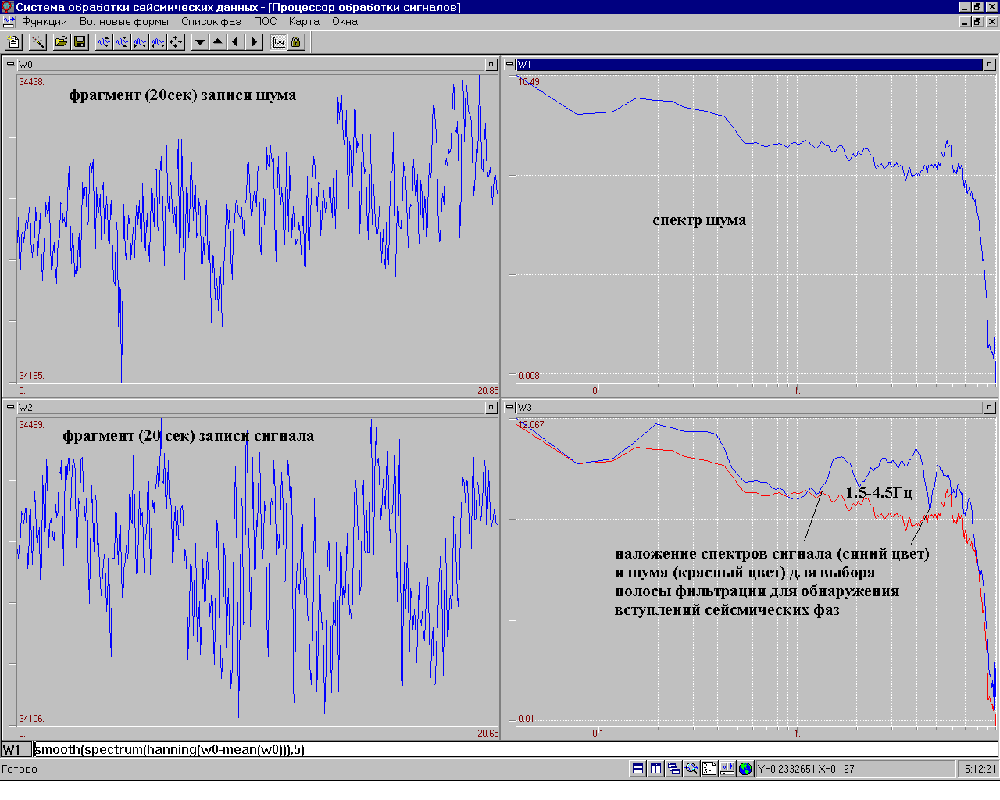 Система обработки сейсмических данных - [Процессор обработки сигналов]
Функции Волновые формы Список фаз ПОС Карта Окна
log
W0
34438.
фрагмент (20сек) записи шума
34185.
0. 20.85
W1
10.49
спектр шума
0.008
0.1 1.
W2
34469.
фрагмент (20 сек) записи сигнала
34106.
0. 20.65
W3
12.067
1.5-4.5Гц
наложение спектров сигнала (синий цвет)
и шума (красный цвет) для выбора
полосы фильтрации для обнаружения
вступлений сейсмических фаз
0.011
0.1 1.
W1 smooth(spectrum(hanning(w0-mean(w0))),5)
Готово Y=0.2332651 X=0.197 15:12:21